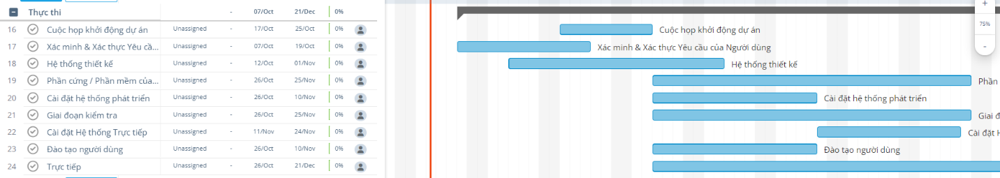 Thực thi - 07/Oct 21/Dec 0%
16 Cuộc họp khởi động dự án Unassigned - 17/Oct 25/Oct 0%
17 Xác minh & Xác thực Yêu cầ... Unassigned - 07/Oct 19/Oct 0%
18 Hệ thống thiết kế Unassigned - 12/Oct 01/Nov 0%
19 Phần cứng / Phần mềm của... Unassigned - 26/Oct 25/Nov 0%
20 Cài đặt hệ thống phát triển Unassigned - 26/Oct 10/Nov 0%
21 Giai đoạn kiểm tra Unassigned - 26/Oct 25/Nov 0%
22 Cài đặt Hệ thống Trực tiếp Unassigned - 11/Nov 24/Nov 0%
23 Đào tạo người dùng Unassigned - 26/Oct 10/Nov 0%
24 Trực tiếp Unassigned - 26/Oct 21/Dec 0%
Cuộc họp khởi động dự án
Xác minh & Xác thực Yêu cầu của Người dùng
Hệ thống thiết kế
Phần
Cài đặt hệ thống phát triển
Giai đ
Cài đặt H
Đào tạo người dùng
+
75%
-